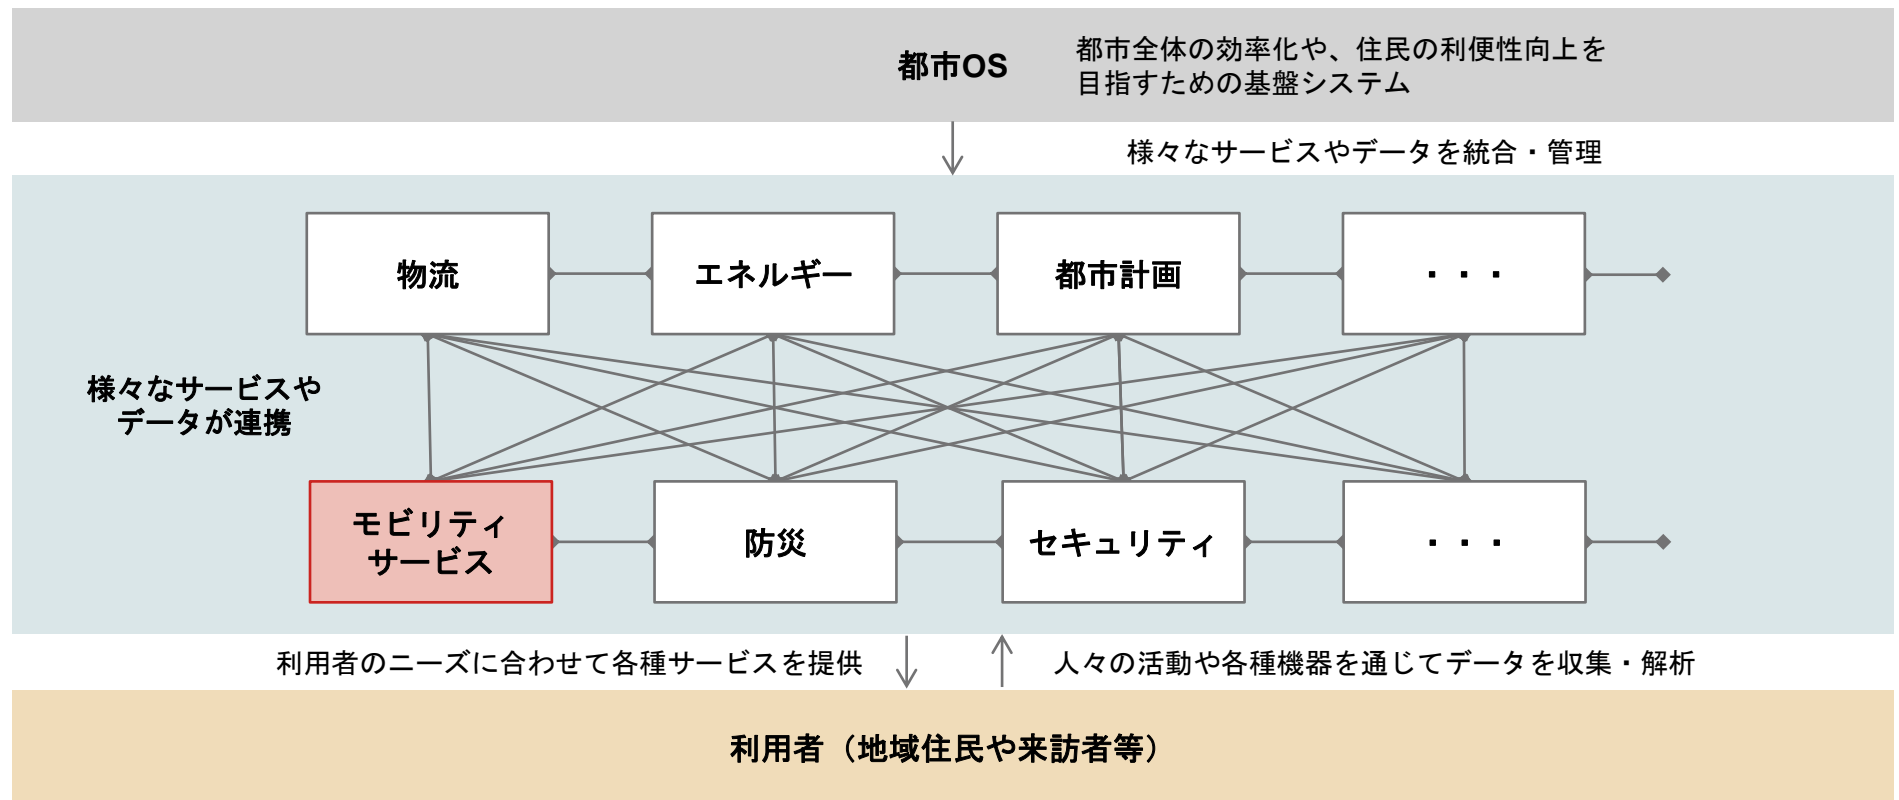 都市OS
都市全体の効率化や、住民の利便性向上を
目指すための基盤システム
様々なサービスやデータを統合・管理
物流
エネルギー
都市計画
・・・
様々なサービスや
データが連携
モビリティ
サービス
防災
セキュリティ
・・・
利用者のニーズに合わせて各種サービスを提供
人々の活動や各種機器を通じてデータを収集・解析
利用者（地域住民や来訪者等）